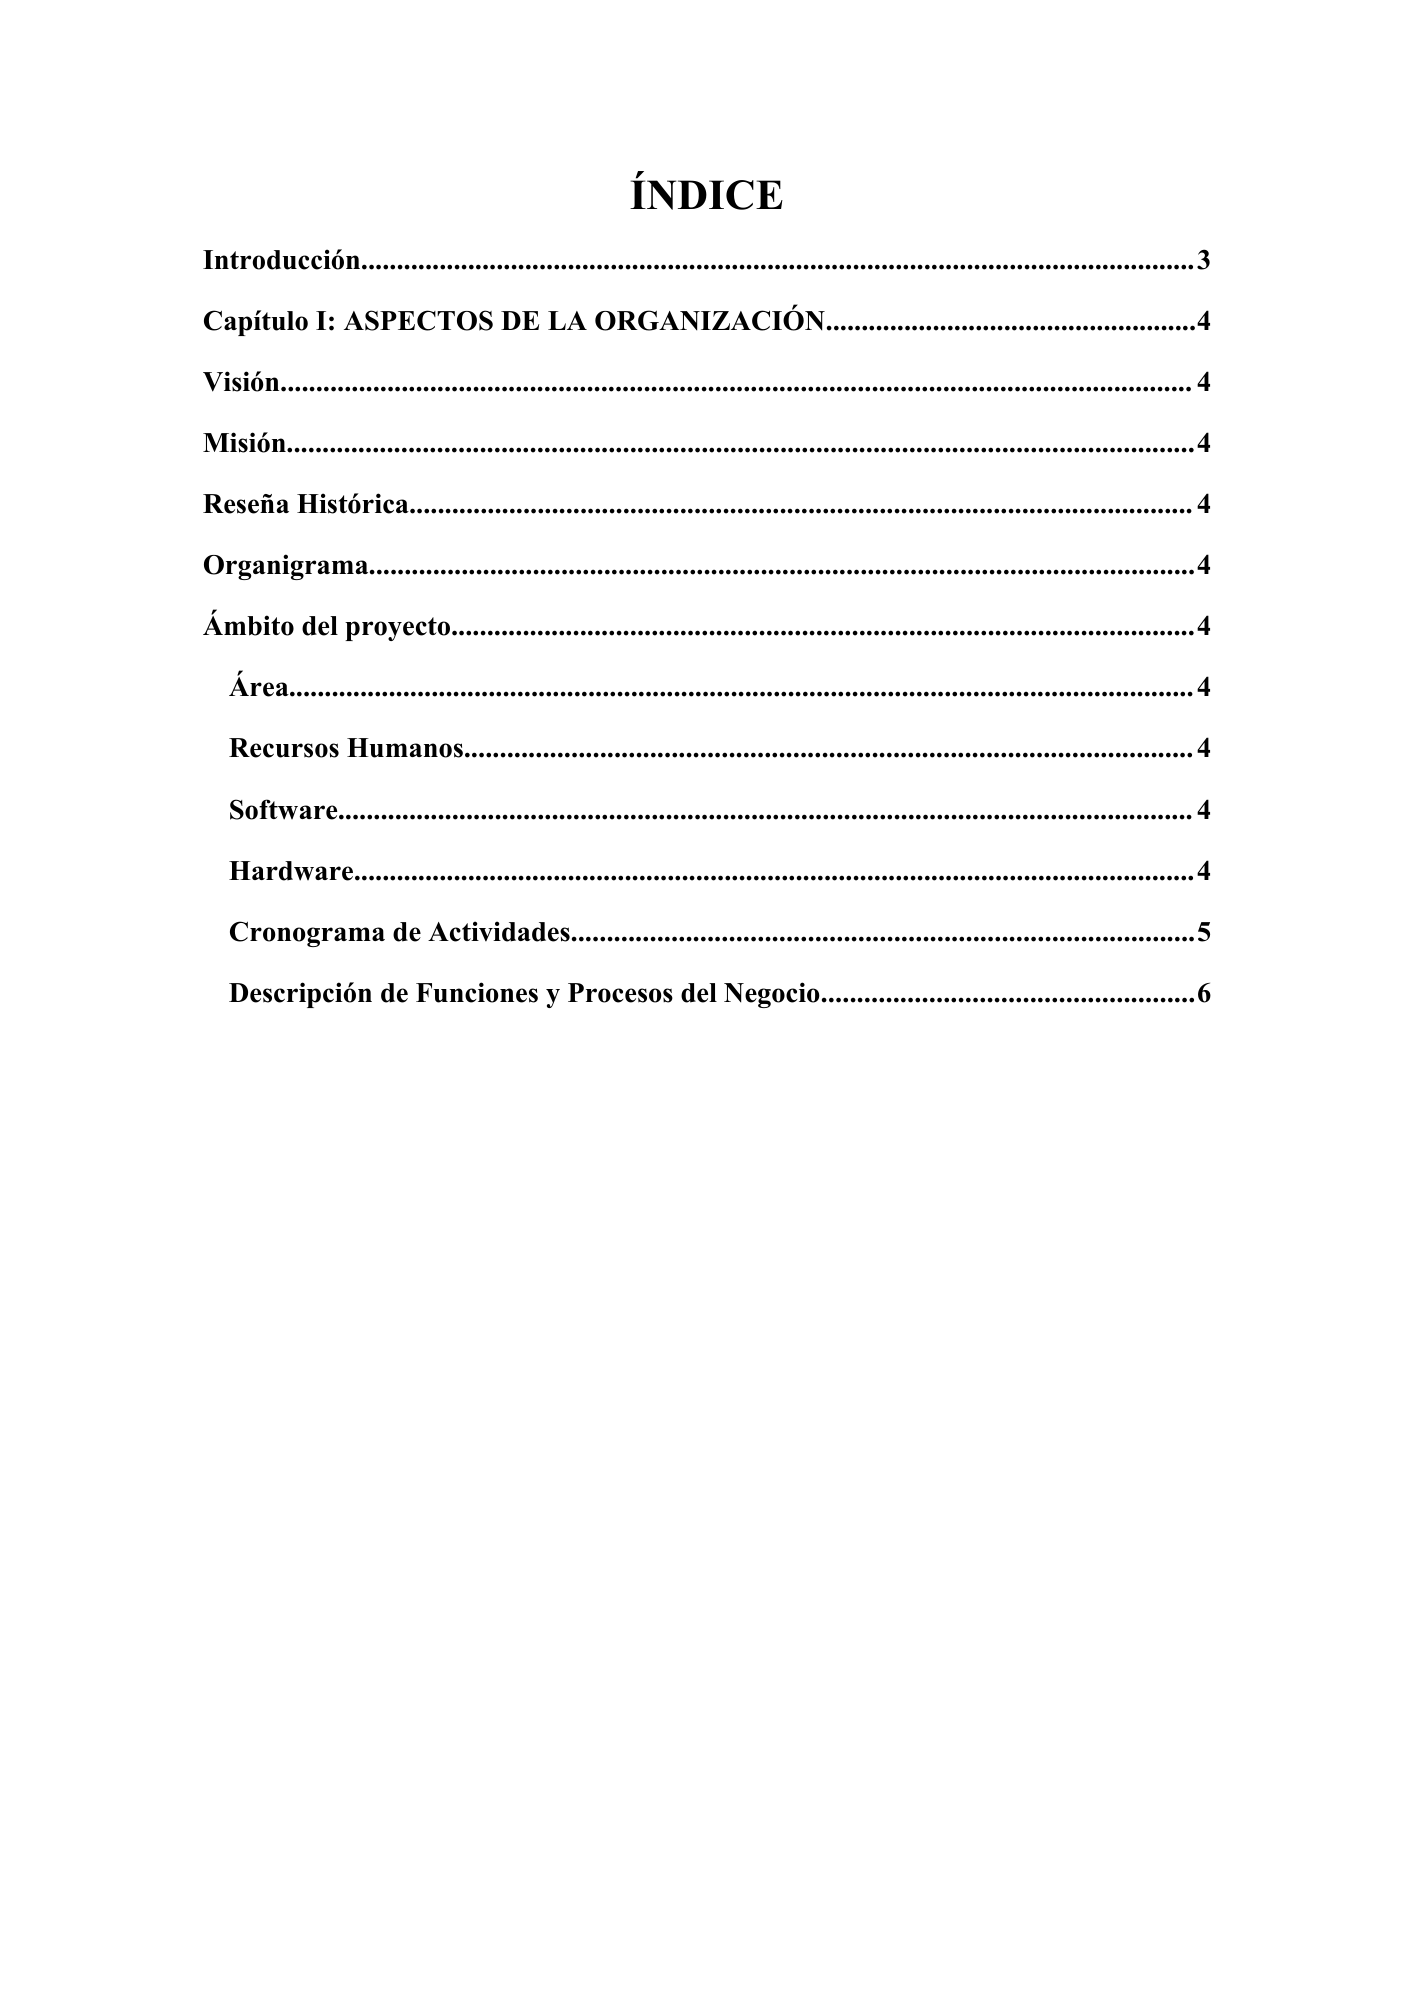 ÍNDICE
Introducción....................................................................................................................3
Capítulo I: ASPECTOS DE LA ORGANIZACIÓN...................................................4
Visión............................................................................................................................... 4
Misión..............................................................................................................................4
Reseña Histórica............................................................................................................. 4
Organigrama...................................................................................................................4
Ámbito del proyecto.......................................................................................................4
Área.............................................................................................................................. 4
Recursos Humanos..................................................................................................... 4
Software....................................................................................................................... 4
Hardware.....................................................................................................................4
Cronograma de Actividades.......................................................................................5
Descripción de Funciones y Procesos del Negocio....................................................6